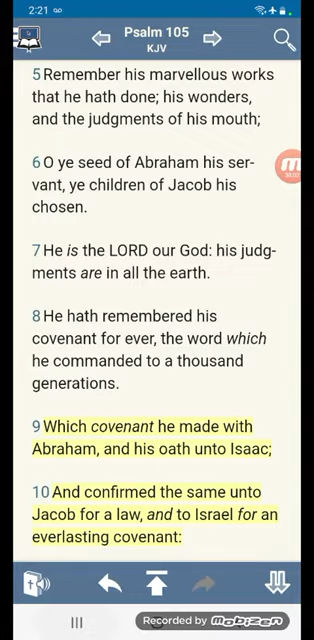 2:21
Psalm 105
KJV
5 Remember his marvellous works
that he hath done; his wonders,
and the judgments of his mouth;
6 O ye seed of Abraham his ser-
vant, ye children of Jacob his
chosen.
7 He is the LORD our God: his judg-
ments are in all the earth.
8 He hath remembered his
covenant for ever, the word which
he commanded to a thousand
generations.
9 Which covenant he made with
Abraham, and his oath unto Isaac;
10 And confirmed the same unto
Jacob for a law, and to Israel for an
everlasting covenant:
Recorded by mobizen